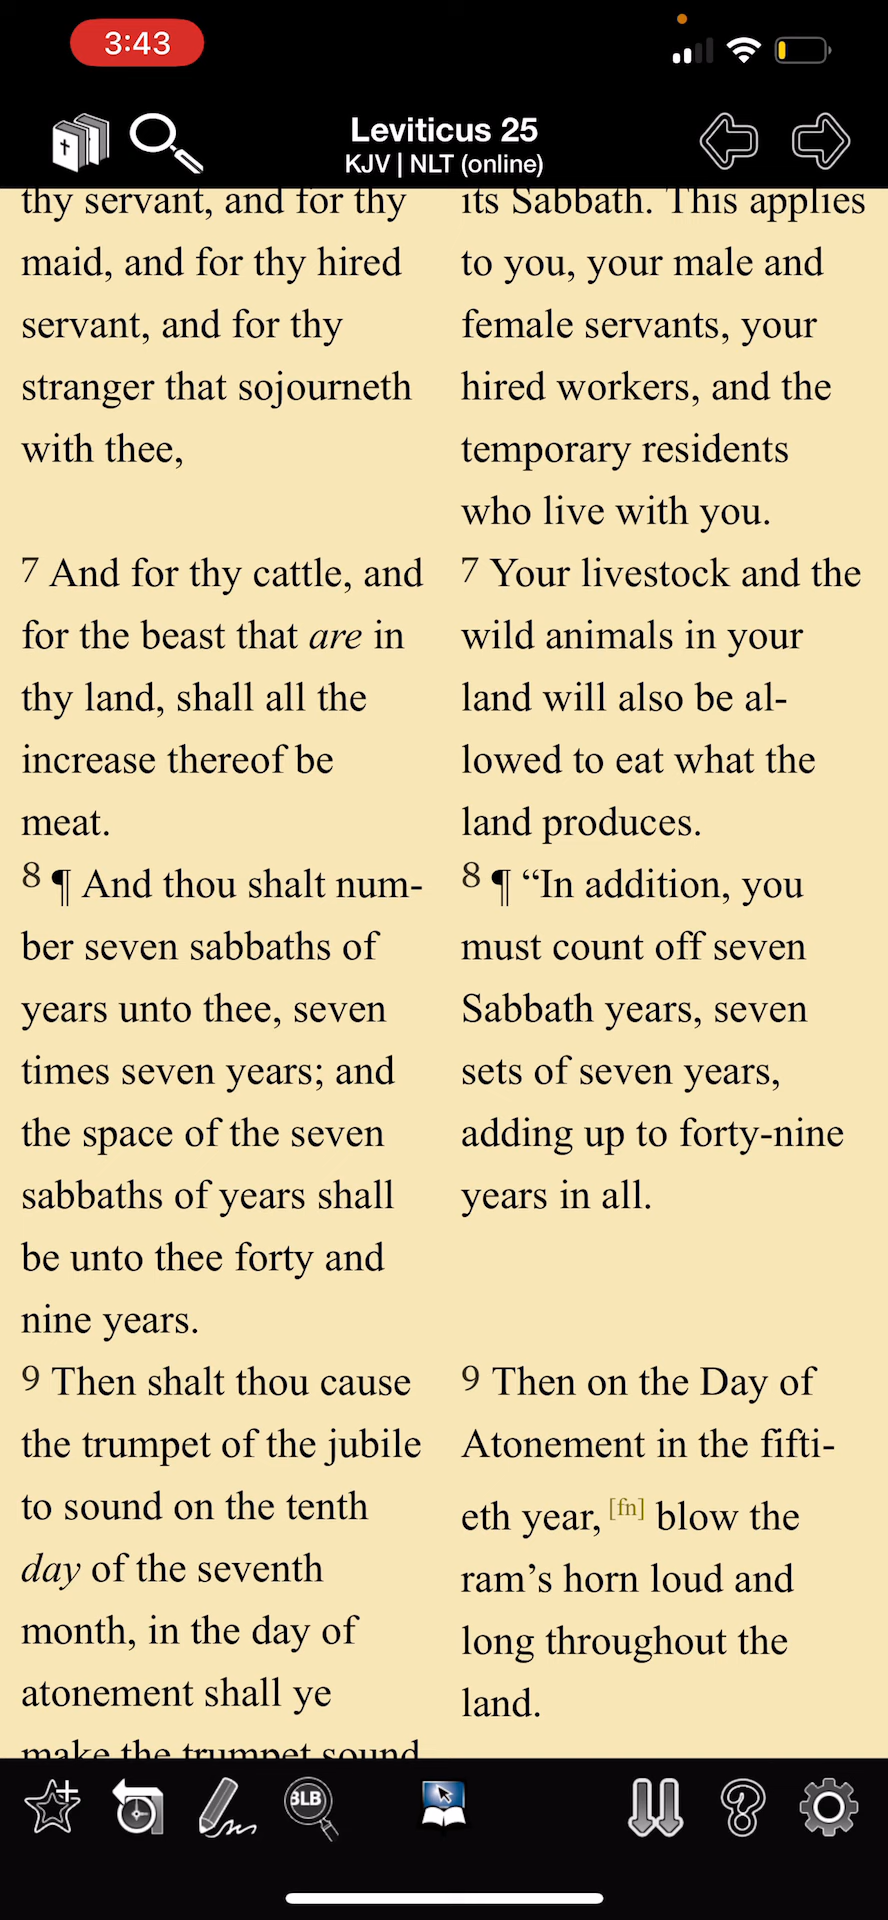 3:43
Leviticus 25
KJV | NLT (online)
thy servant, and for thy
maid, and for thy hired
servant, and for thy
stranger that sojourneth
with thee,
7 And for thy cattle, and
for the beast that are in
thy land, shall all the
increase thereof be
meat.
8 ¶ And thou shalt num-
ber seven sabbaths of
years unto thee, seven
times seven years; and
the space of the seven
sabbaths of years shall
be unto thee forty and
nine years.
9 Then shalt thou cause
the trumpet of the jubile
to sound on the tenth
day of the seventh
month, in the day of
atonement shall ye
make the trumpet sound
its Sabbath. This applies
to you, your male and
female servants, your
hired workers, and the
temporary residents
who live with you.
7 Your livestock and the
wild animals in your
land will also be al-
lowed to eat what the
land produces.
8 ¶ “In addition, you
must count off seven
Sabbath years, seven
sets of seven years,
adding up to forty-nine
years in all.
9 Then on the Day of
Atonement in the fifti-
eth year, [fn] blow the
ram’s horn loud and
long throughout the
land.
BLB